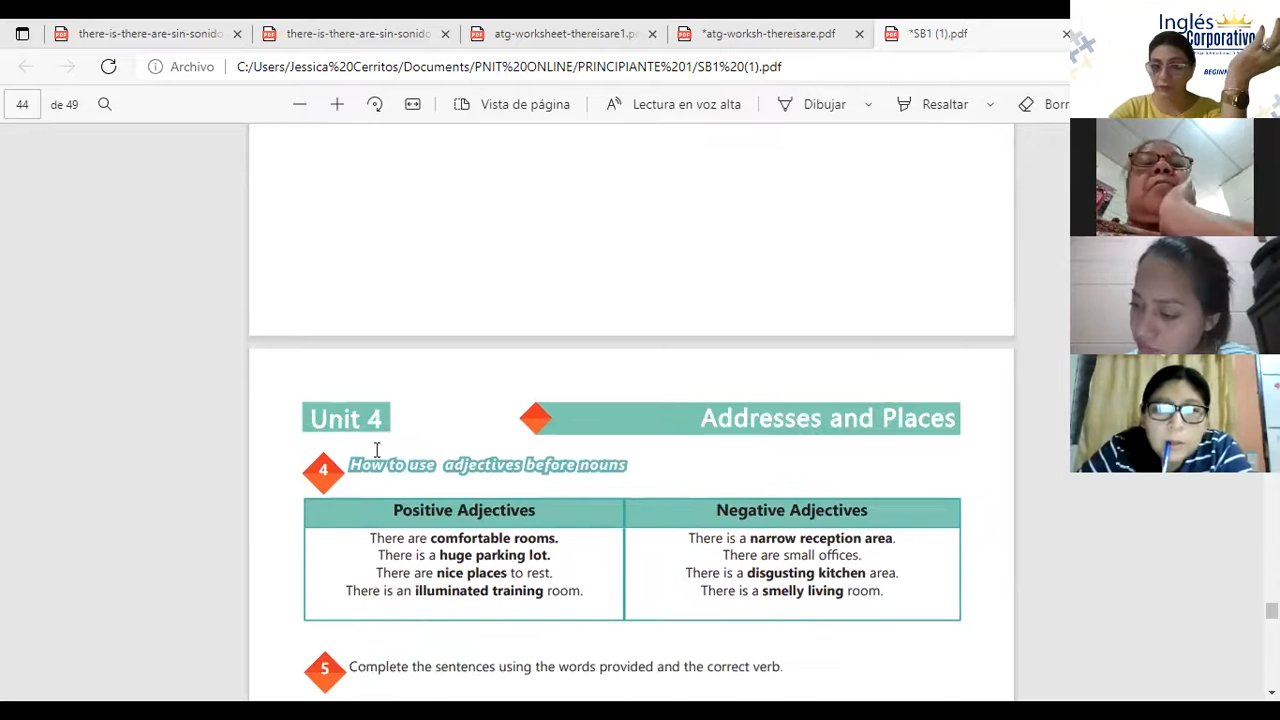 there-is-there-are-sin-sonido
there-is-there-are-sin-sonido
atg-worksheet-thereisare1.pe
*atg-worksh-thereisare.pdf
*SB1 (1).pdf
Archivo
C:/Users/Jessica%20Cerritos/Documents/PN
ONLINE/PRINCIPIANTE%201/SB1%20(1).pdf
44
de 49
Vista de página
Lectura en voz alta
Dibujar
Resaltar
Borr
Inglés
Corporativo
BEGINN
Unit 4
Addresses and Places
4
How to use adjectives before nouns
Positive Adjectives
Negative Adjectives
There are comfortable rooms.
There is a narrow reception area.
There is a huge parking lot.
There are small offices.
There are nice places to rest.
There is a disgusting kitchen area.
There is an illuminated training room.
There is a smelly living room.
5
Complete the sentences using the words provided and the correct verb.